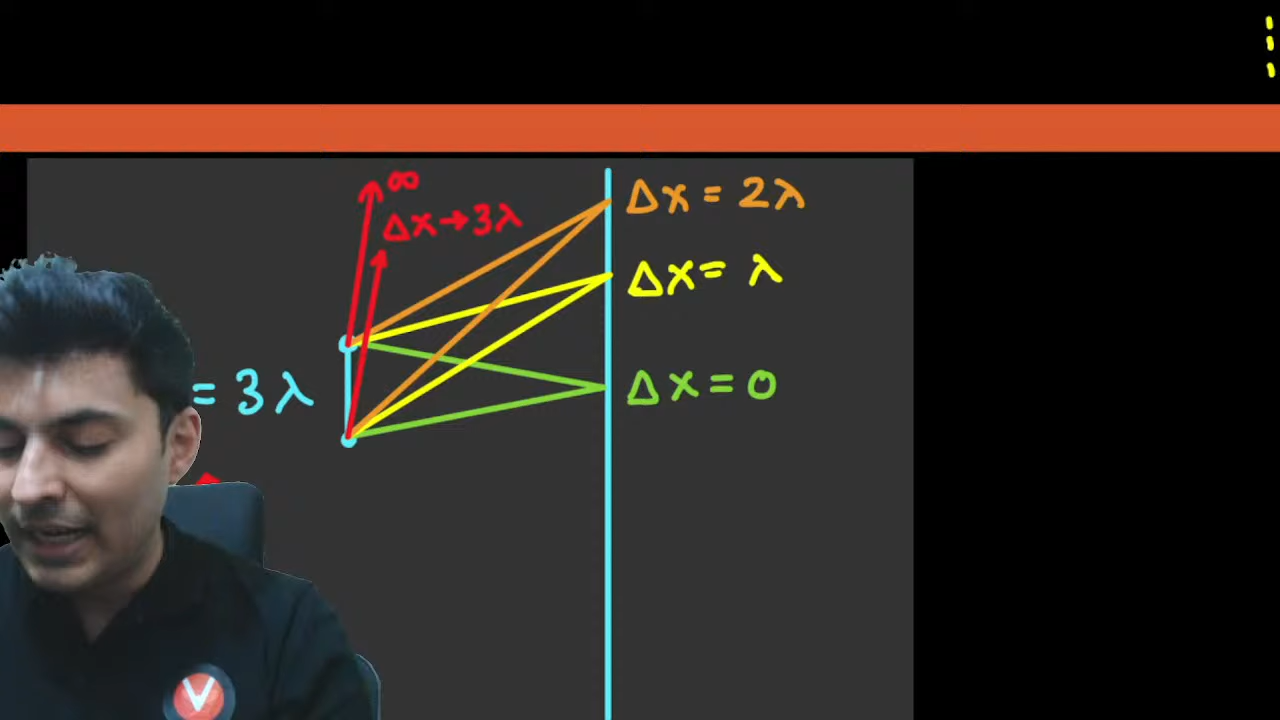 ∞
Δx→3λ
Δx = 2λ
Δx = λ
= 3λ
Δx = 0
V